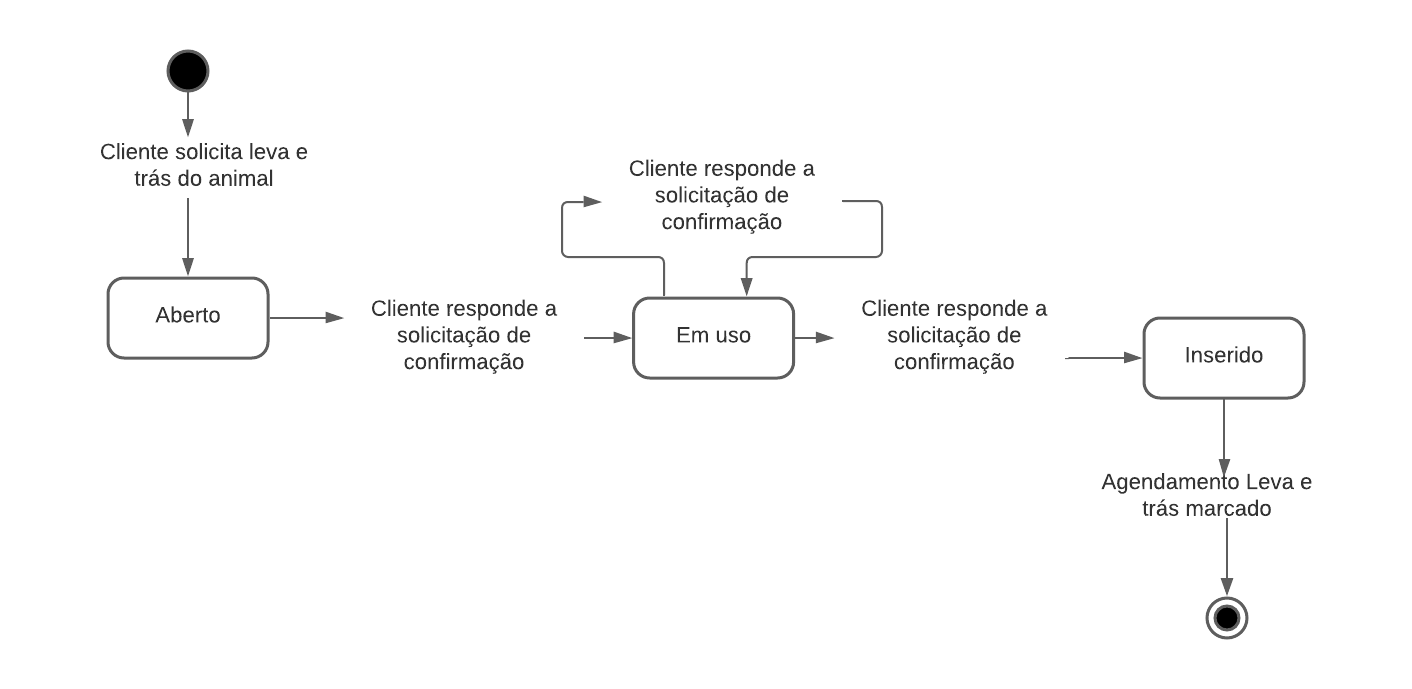 Cliente solicita leva e
trás do animal
Aberto
Cliente responde a
solicitação de
confirmação
Cliente responde a
solicitação de
confirmação
Em uso
Cliente responde a
solicitação de
confirmação
Inserido
Agendamento Leva e
trás marcado